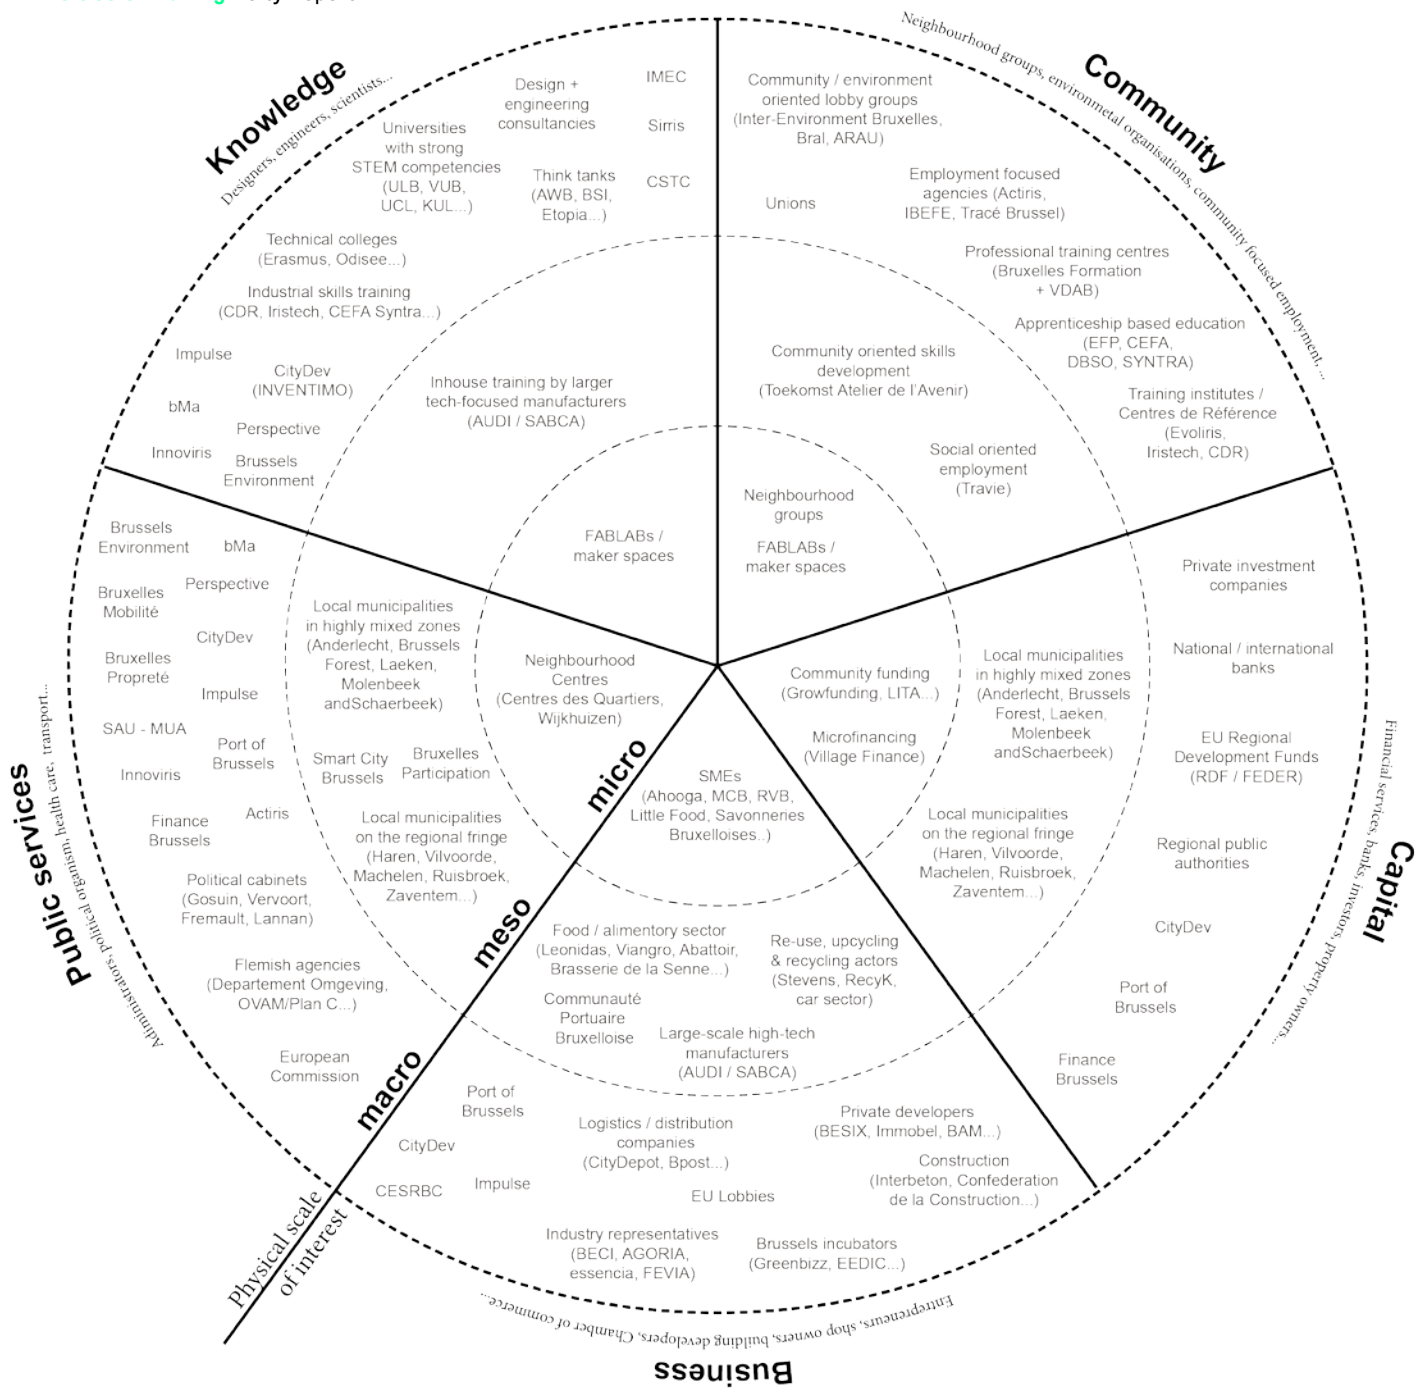 Knowledge
Designers, engineers, scientists...
IMEC
Design +
engineering
consultancies
Sirris
Universities
with strong
STEM competencies
(ULB, VUB,
UCL, KUL...)
Think tanks
(AWB, BSI,
Etopia...)
CSTC
Technical colleges
(Erasmus, Odisee...)
Industrial skills training
(CDR, Iristech, CEFA Syntra...)
Impulse
CityDev
(INVENTIMO)
bMa
Perspective
Innoviris
Brussels
Environment
Inhouse training by larger
tech-focused manufacturers
(AUDI / SABCA)
FABLABs /
maker spaces
Community
Neighbourhood groups, environmetal organisations, community focused employment, ...
Community / environment
oriented lobby groups
(Inter-Environment Bruxelles,
Bral, ARAU)
Unions
Employment focused
agencies (Actiris,
IBEFE, Tracé Brussel)
Professional training centres
(Bruxelles Formation
+ VDAB)
Apprenticeship based education
(EFP, CEFA,
DBSO, SYNTRA)
Training institutes /
Centres de Référence
(Evoliris,
Iristech, CDR)
Community oriented skills
development
(Toekomst Atelier de l'Avenir)
Social oriented
employment
(Travie)
Neighbourhood
groups
FABLABs /
maker spaces
Capital
Financial services, banks, investors, property owners...
Private investment
companies
National / international
banks
EU Regional
Development Funds
(RDF / FEDER)
Regional public
authorities
CityDev
Port of
Brussels
Finance
Brussels
Local municipalities
in highly mixed zones
(Anderlecht, Brussels
Forest, Laeken,
Molenbeek
andSchaerbeek)
Local municipalities
on the regional fringe
(Haren, Vilvoorde,
Machelen, Ruisbroek,
Zaventem...)
Community funding
(Growfunding, LITA...)
Microfinancing
(Village Finance)
Business
Entrepreneurs, shop owners, building developers, Chamber of commerce...
SMEs
(Ahooga, MCB, RVB,
Little Food, Savonneries
Bruxelloises..)
Food / alimentory sector
(Leonidas, Viangro, Abattoir,
Brasserie de la Senne...)
Re-use, upcycling
& recycling actors
(Stevens, RecyK,
car sector)
Communauté
Portuaire
Bruxelloise
Large-scale high-tech
manufacturers
(AUDI / SABCA)
Port of
Brussels
CityDev
CESRBC
Impulse
Logistics / distribution
companies
(CityDepot, Bpost...)
EU Lobbies
Private developers
(BESIX, Immobel, BAM...)
Construction
(Interbeton, Confederation
de la Construction...)
Industry representatives
(BECI, AGORIA,
essencia, FEVIA)
Brussels incubators
(Greenbizz, EEDIC...)
Public services
Administrators, political organism, health care, transport...
Brussels
Environment
bMa
Perspective
Bruxelles
Mobilité
CityDev
Bruxelles
Propreté
Impulse
SAU - MUA
Port of
Brussels
Innoviris
Actiris
Finance
Brussels
Political cabinets
(Gosuin, Vervoort,
Fremault, Lannan)
Flemish agencies
(Departement Omgeving,
OVAM/Plan C...)
European
Commission
Local municipalities
in highly mixed zones
(Anderlecht, Brussels
Forest, Laeken,
Molenbeek
andSchaerbeek)
Smart City
Brussels
Bruxelles
Participation
Local municipalities
on the regional fringe
(Haren, Vilvoorde,
Machelen, Ruisbroek,
Zaventem...)
Neighbourhood
Centres
(Centres des Quartiers,
Wijkhuizen)
micro
meso
macro
Physical scale
of interest